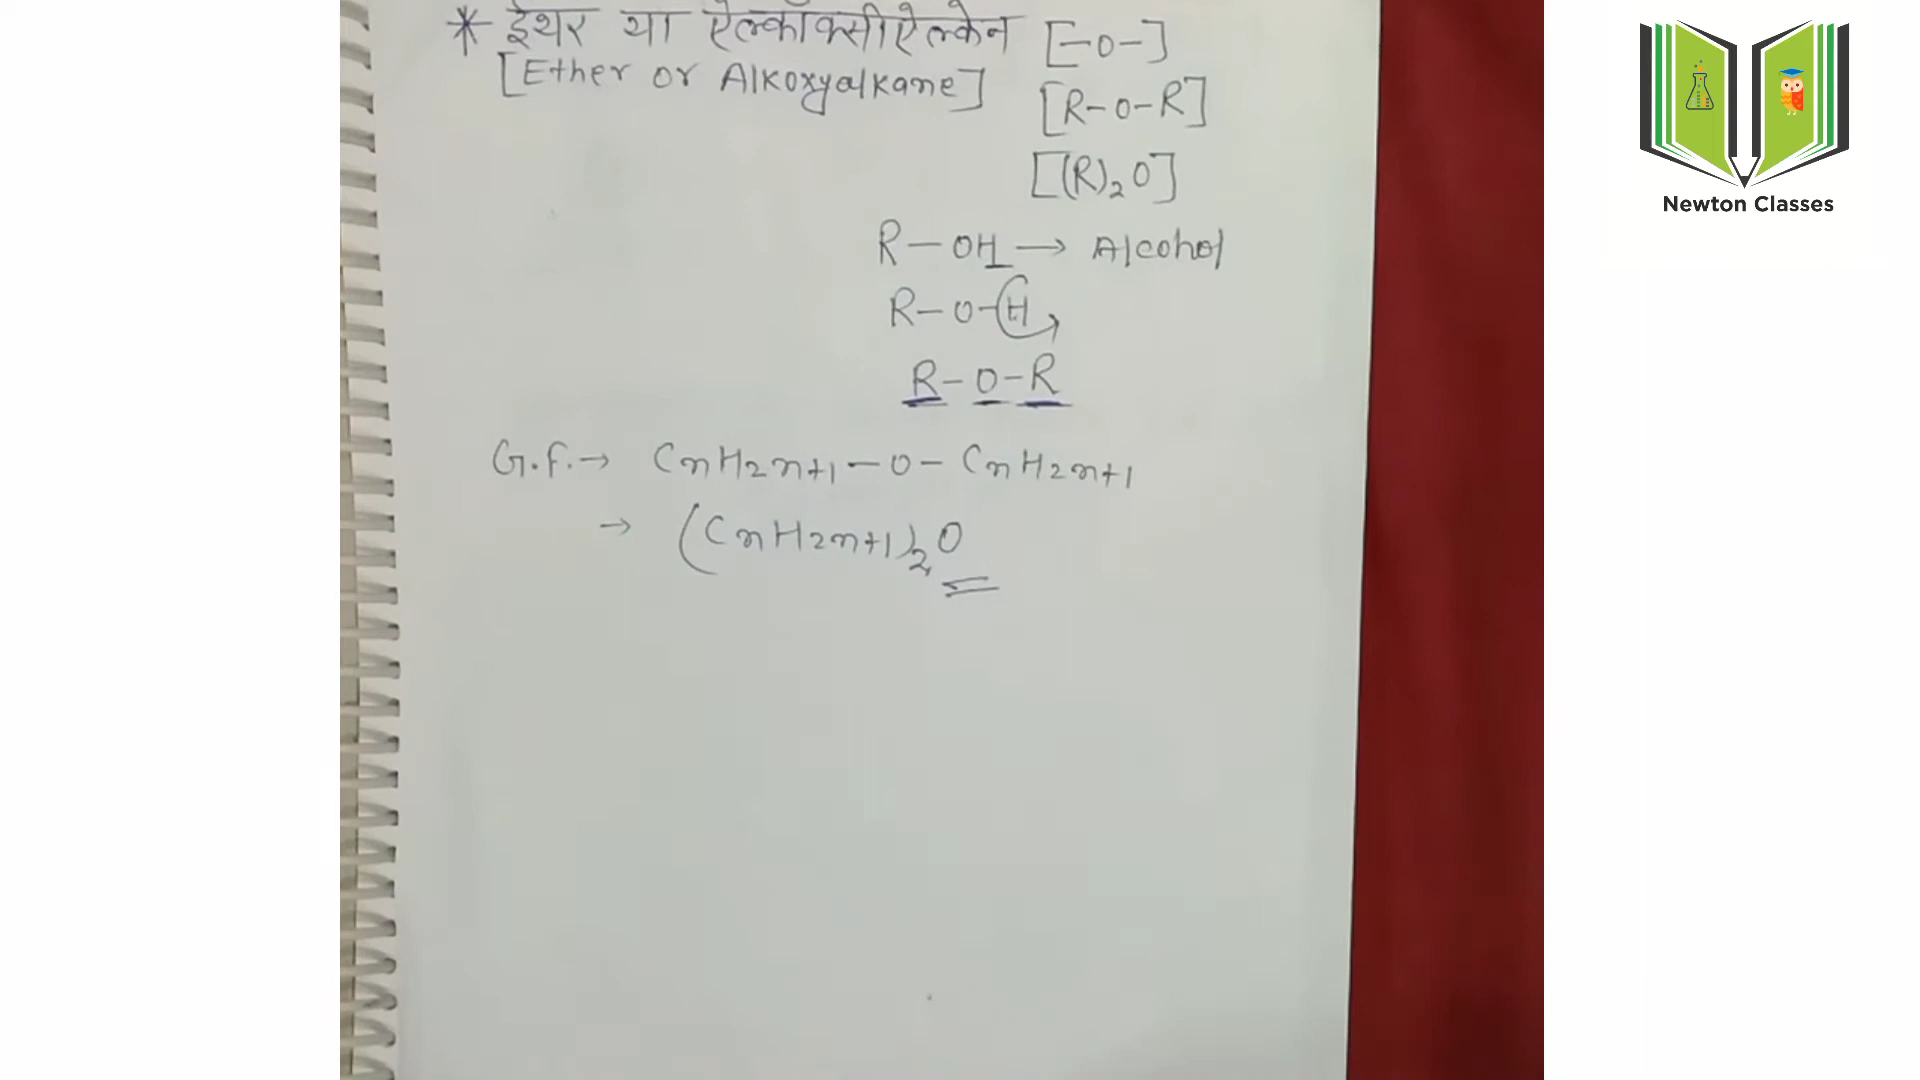 * ईथर या ऐल्कॉक्सीऐल्केन [-O-]
[Ether or Alkoxyalkane]
[R-O-R]
[(R)₂O]
R-OH → Alcohol
R-O-H
R-O-R
G.f. → CnH2n+1-O-CnH2n+1
→ (CnH2n+1)₂O
Newton Classes